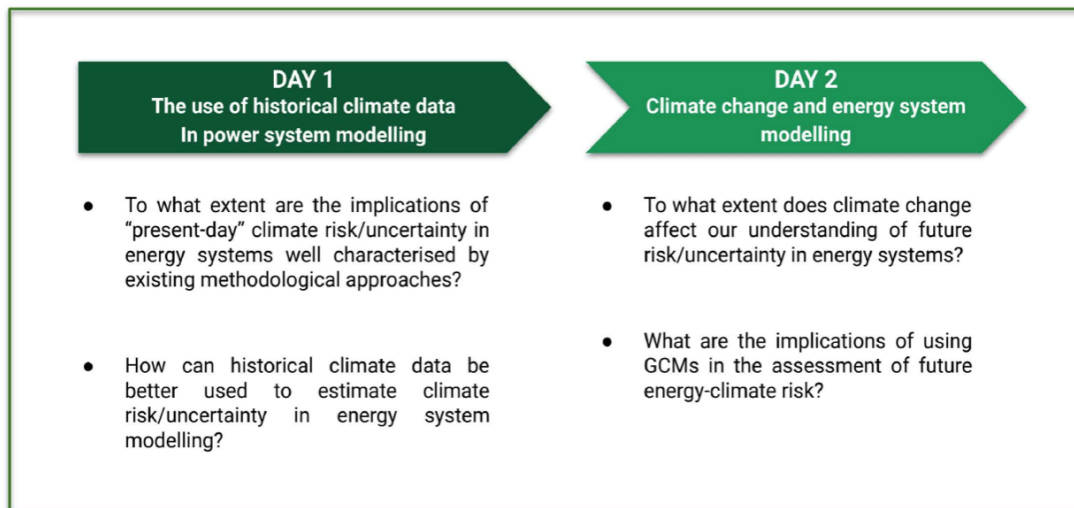 DAY 1
The use of historical climate data
In power system modelling
● To what extent are the implications of
“present-day” climate risk/uncertainty in
energy systems well characterised by
existing methodological approaches?
● How can historical climate data be
better used to estimate climate
risk/uncertainty in energy system
modelling?
DAY 2
Climate change and energy system
modelling
● To what extent does climate change
affect our understanding of future
risk/uncertainty in energy systems?
● What are the implications of using
GCMs in the assessment of future
energy-climate risk?